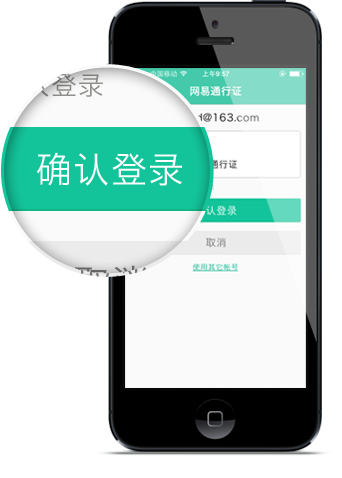 中国移动 上午9:57
网易通行证
@163.com
认登录
通行证
确认登录
认登录
取消
取消
使用其它帐号